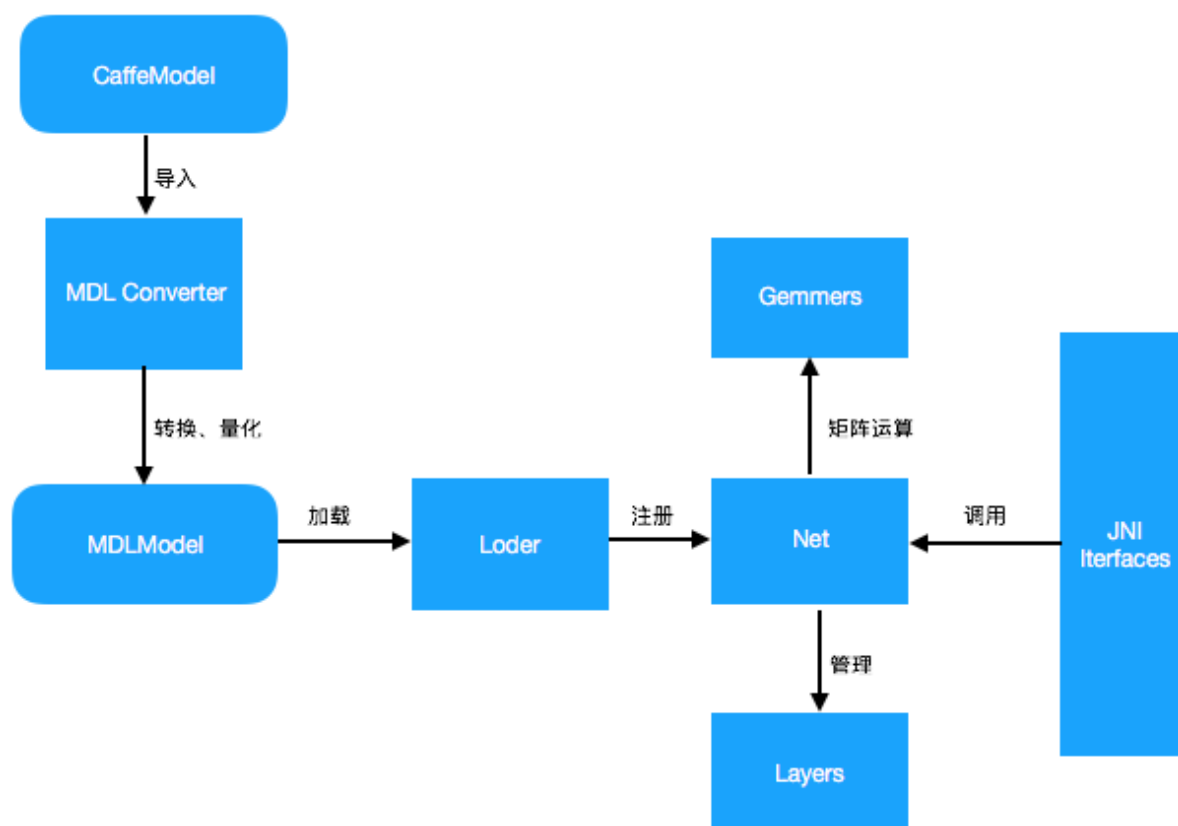 CaffeModel
导入
MDL Converter
转换、量化
MDLModel
加载
Loder
注册
Net
Gemmers
矩阵运算
管理
Layers
调用
JNI
Iterfaces